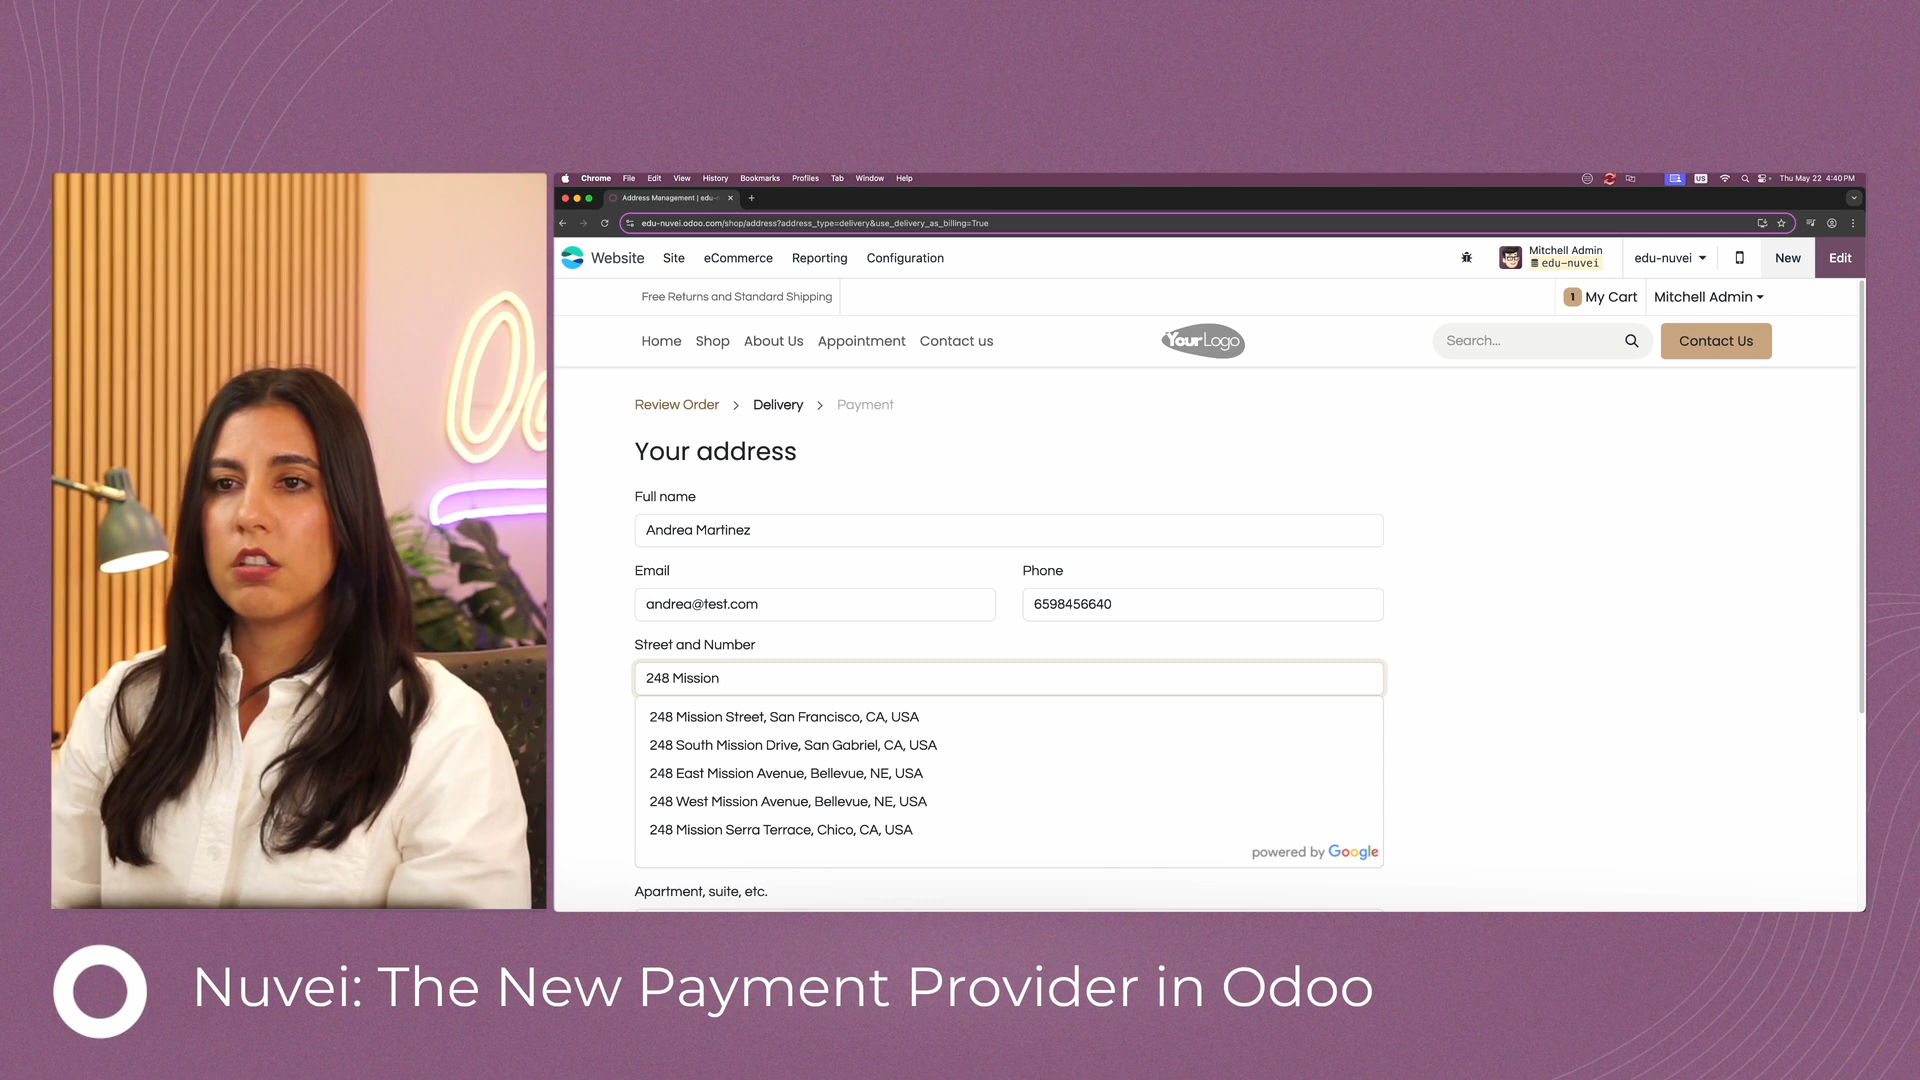 Chrome File Edit View History Bookmarks Profiles Tab Window Help
US
Thu May 22 4:40PM
Address Management | edu-
edu-nuvei.odoo.com/shop/address?address_type=delivery&use_delivery_as_billing=True
Website Site eCommerce Reporting Configuration
Mitchell Admin
edu-nuvei
edu-nuvei
New
Edit
Free Returns and Standard Shipping
1 My Cart
Mitchell Admin
Home Shop About Us Appointment Contact us
YourLogo
Search...
Contact Us
Review Order > Delivery > Payment
Your address
Full name
Andrea Martinez
Email
Phone
andrea@test.com
6598456640
Street and Number
248 Mission
248 Mission Street, San Francisco, CA, USA
248 South Mission Drive, San Gabriel, CA, USA
248 East Mission Avenue, Bellevue, NE, USA
248 West Mission Avenue, Bellevue, NE, USA
248 Mission Serra Terrace, Chico, CA, USA
powered by Google
Apartment, suite, etc.
Nuvei: The New Payment Provider in Odoo